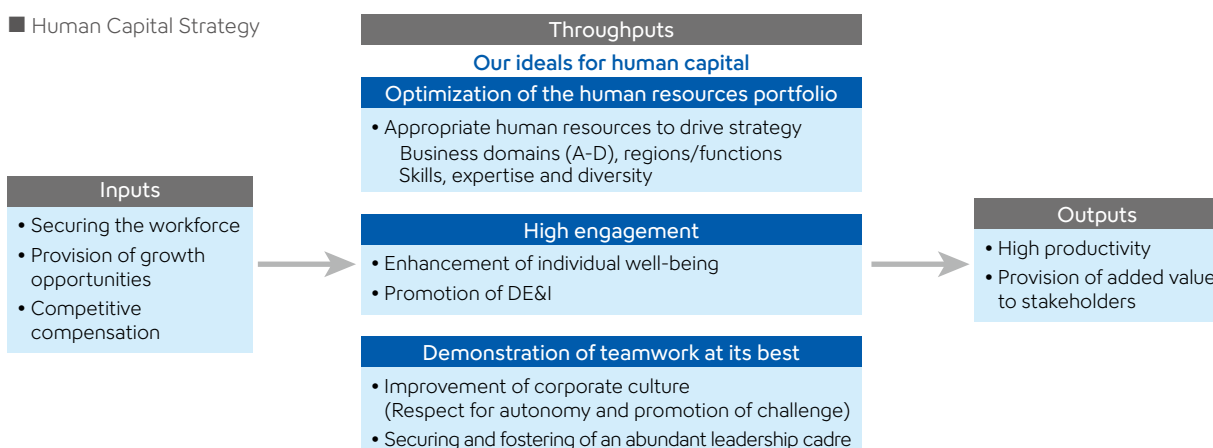 ■ Human Capital Strategy
Throughputs
Our ideals for human capital
Optimization of the human resources portfolio
• Appropriate human resources to drive strategy
Business domains (A-D), regions/functions
Skills, expertise and diversity
Inputs
• Securing the workforce
• Provision of growth
opportunities
• Competitive
compensation
High engagement
• Enhancement of individual well-being
• Promotion of DE&I
Demonstration of teamwork at its best
• Improvement of corporate culture
(Respect for autonomy and promotion of challenge)
• Securing and fostering of an abundant leadership cadre
Outputs
• High productivity
• Provision of added value
to stakeholders